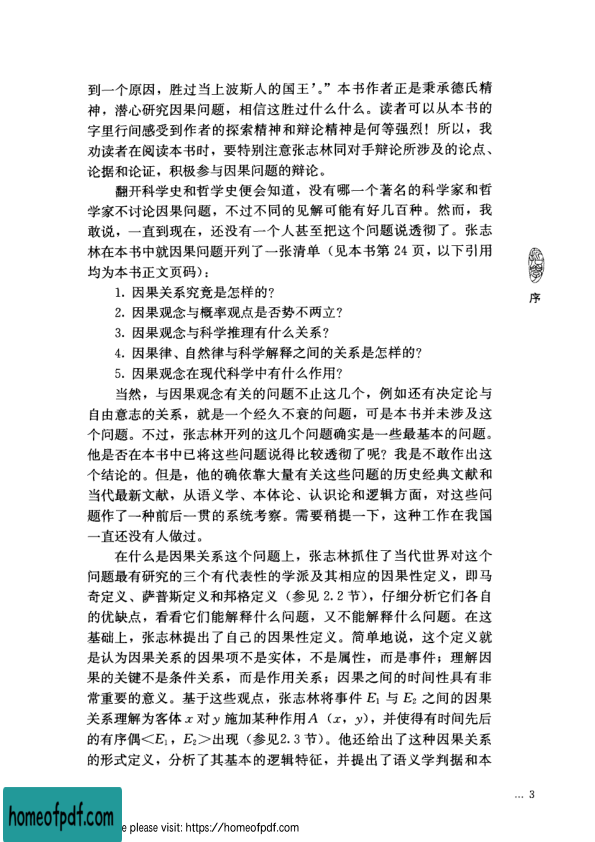 到一个原因，胜过当上波斯人的国王’。”本书作者正是秉承德氏精
神，潜心研究因果问题，相信这胜过什么什么。读者可以从本书的
字里行间感受到作者的探索精神和辩论精神是何等强烈！所以，我
劝读者在阅读本书时，要特别注意张志林同对手辩论所涉及的论点、
论据和论证，积极参与因果问题的辩论。
翻开科学史和哲学史便会知道，没有哪一个著名的科学家和哲
学家不讨论因果问题，不过不同的见解可能有好几百种。然而，我
敢说，一直到现在，还没有一个人甚至把这个问题说透彻了。张志
林在本书中就因果问题开列了一张清单（见本书第 24 页，以下引用
均为本书正文页码）：
1. 因果关系究竟是怎样的？
2. 因果观念与概率观点是否势不两立？
3. 因果观念与科学推理有什么关系？
4. 因果律、自然律与科学解释之间的关系是怎样的？
5. 因果观念在现代科学中有什么作用？
当然，与因果观念有关的问题不止这几个，例如还有决定论与
自由意志的关系，就是一个经久不衰的问题，可是本书并未涉及这
个问题。不过，张志林开列的这几个问题确实是一些最基本的问题。
他是否在本书中已将这些问题说得比较透彻了呢？我是不敢作出这
个结论的。但是，他的确依靠大量有关这些问题的历史经典文献和
当代最新文献，从语义学、本体论、认识论和逻辑方面，对这些问
题作了一种前后一贯的系统考察。需要稍提一下，这种工作在我国
一直还没有人做过。
在什么是因果关系这个问题上，张志林抓住了当代世界对这个
问题最有研究的三个有代表性的学派及其相应的因果性定义，即马
奇定义、萨普斯定义和邦格定义（参见 2.2 节），仔细分析它们各自
的优缺点，看看它们能解释什么问题，又不能解释什么问题。在这
基础上，张志林提出了自己的因果性定义。简单地说，这个定义就
是认为因果关系的因果项不是实体，不是属性，而是事件；理解因
果的关键不是条件关系，而是作用关系；因果之间的时间性具有非
常重要的意义。基于这些观点，张志林将事件 E₁ 与 E₂ 之间的因果
关系理解为客体 x 对 y 施加某种作用 A（x，y），并使得有时间先后
的有序偶<E₁，E₂>出现（参见2.3 节）。他还给出了这种因果关系
的形式定义，分析了其基本的逻辑特征，并提出了语义学判据和本
序
… 3
homeofpdf.com
e please visit: https://homeofpdf.com